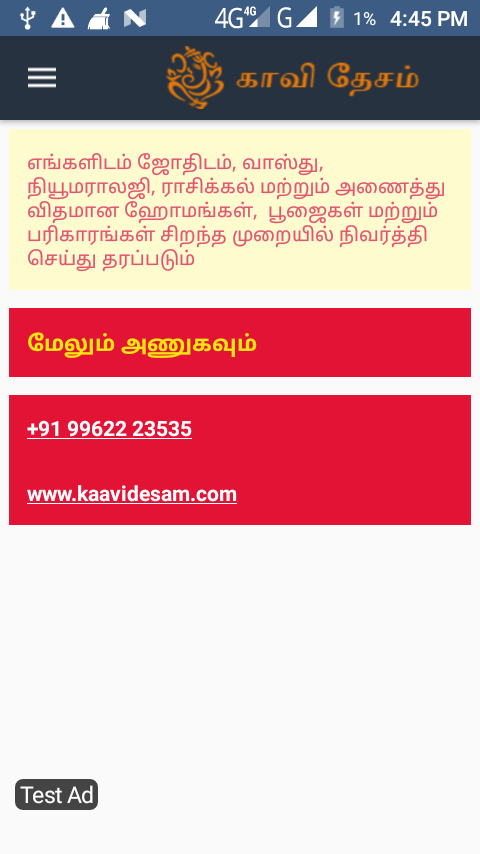 4G 4G G 1% 4:45 PM
காவி தேசம்
எங்களிடம் ஜோதிடம், வாஸ்து,
நியூமராலஜி, ராசிக்கல் மற்றும் அணைத்து
விதமான ஹோமங்கள், பூஜைகள் மற்றும்
பரிகாரங்கள் சிறந்த முறையில் நிவர்த்தி
செய்து தரப்படும்
மேலும் அணுகவும்
+91 99622 23535
www.kaavidesam.com
Test Ad